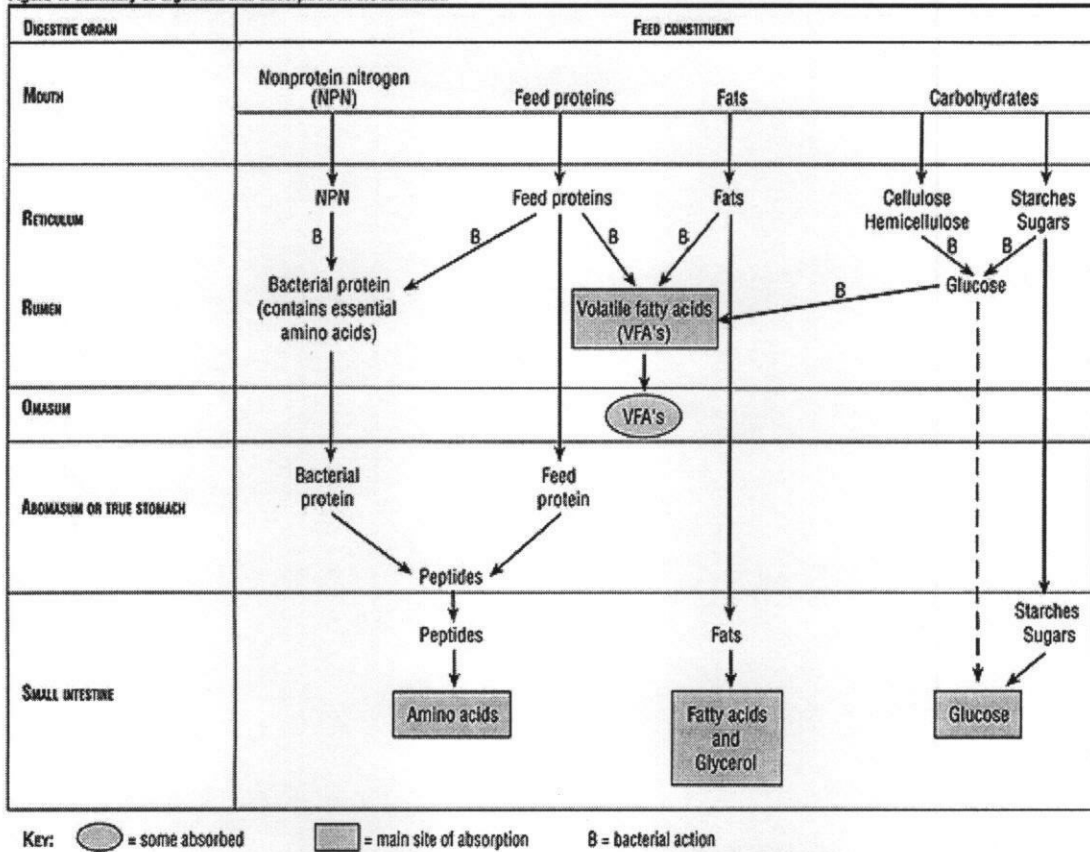 DIGESTIVE ORGAN
FEED CONSTITUENT
MOUTH
Nonprotein nitrogen
(NPN)
Feed proteins
Fats
Carbohydrates
RETICULUM
NPN
Feed proteins
Fats
Cellulose
Hemicellulose
Starches
Sugars
B
B
B
B
B
B
RUMEN
Bacterial protein
(contains essential
amino acids)
Volatile fatty acids
(VFA's)
B
Glucose
OMASUM
VFA's
ABOMASUM OR TRUE STOMACH
Bacterial
protein
Feed
protein
Peptides
SMALL INTESTINE
Peptides
Fats
Starches
Sugars
Amino acids
Fatty acids
and
Glycerol
Glucose
KEY: = some absorbed = main site of absorption B = bacterial action